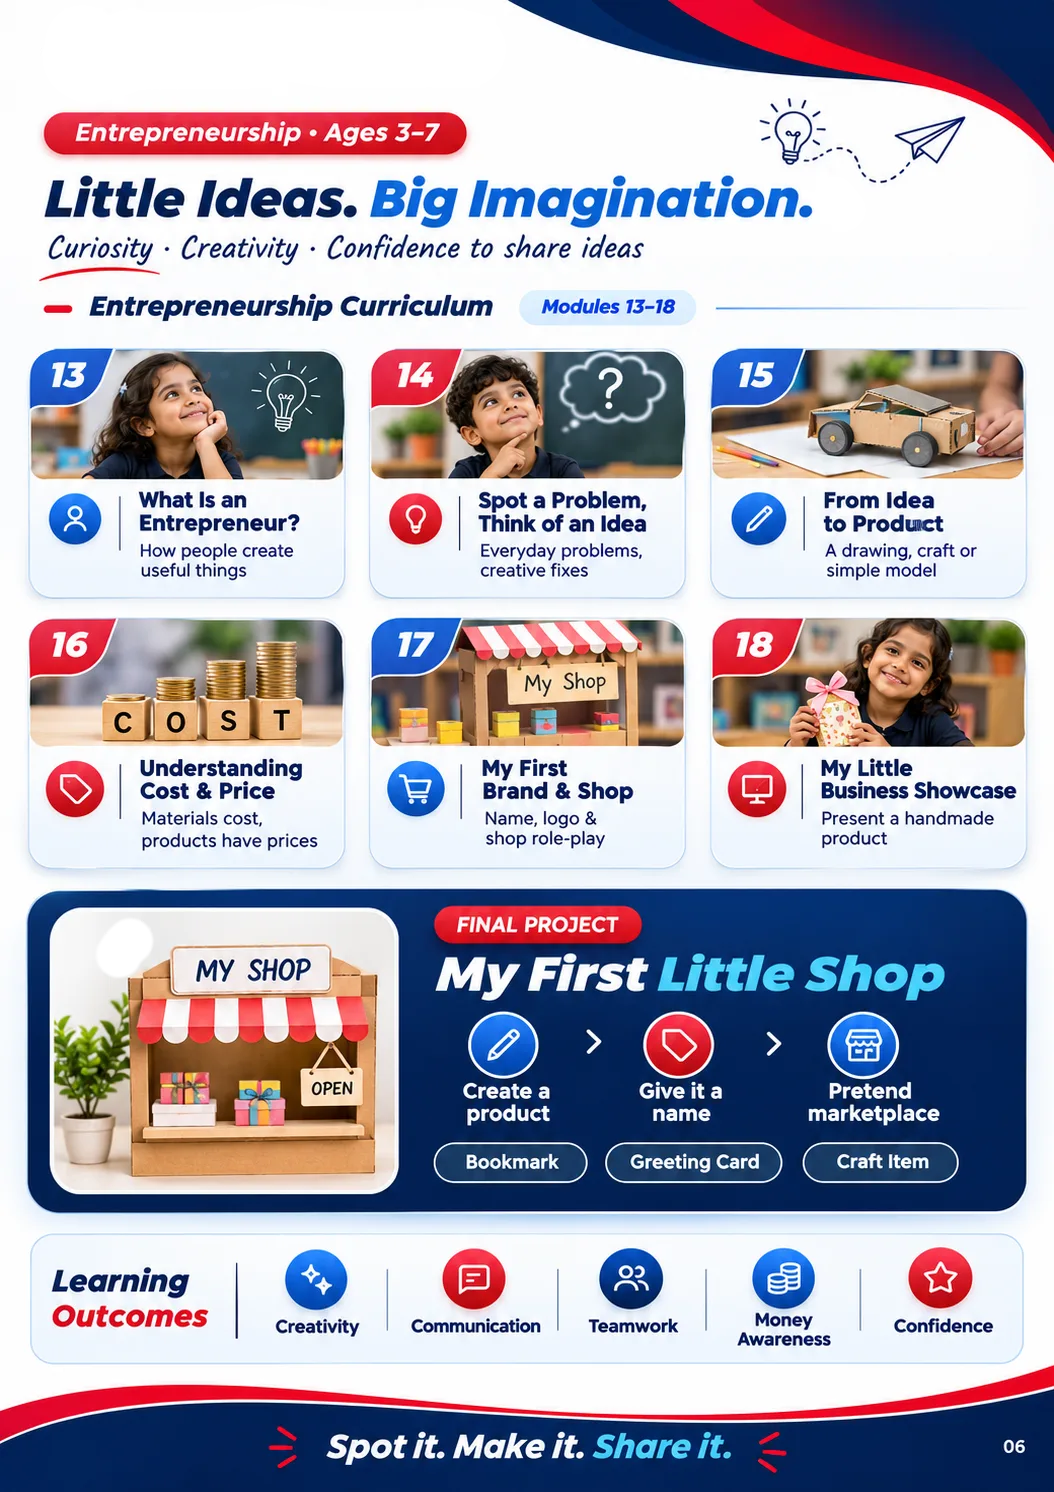 Entrepreneurship • Ages 3–7
Little Ideas. Big Imagination.
Curiosity · Creativity · Confidence to share ideas
Entrepreneurship Curriculum
Modules 13–18
13
What Is an
Entrepreneur?
How people create
useful things
14
?
Spot a Problem,
Think of an Idea
Everyday problems,
creative fixes
15
From Idea
to Product
A drawing, craft or
simple model
16
COST
Understanding
Cost & Price
Materials cost,
products have prices
17
My Shop
My First
Brand & Shop
Name, logo &
shop role-play
18
My Little
Business Showcase
Present a handmade
product
MY SHOP
OPEN
FINAL PROJECT
My First Little Shop
Create a
product
Give it a
name
Pretend
marketplace
Bookmark
Greeting Card
Craft Item
Learning
Outcomes
Creativity
Communication
Teamwork
Money
Awareness
Confidence
Spot it. Make it. Share it.
06